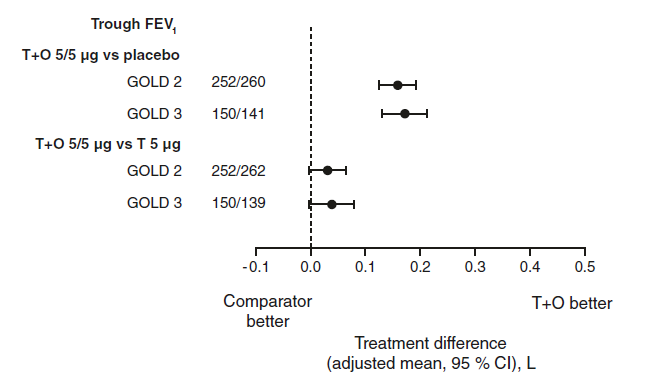 Trough FEV₁
T+O 5/5 µg vs placebo
GOLD 2 252/260
GOLD 3 150/141
T+O 5/5 µg vs T 5 µg
GOLD 2 252/262
GOLD 3 150/139
-0.1 0.0 0.1 0.2 0.3 0.4 0.5
Comparator better T+O better
Treatment difference
(adjusted mean, 95 % CI), L